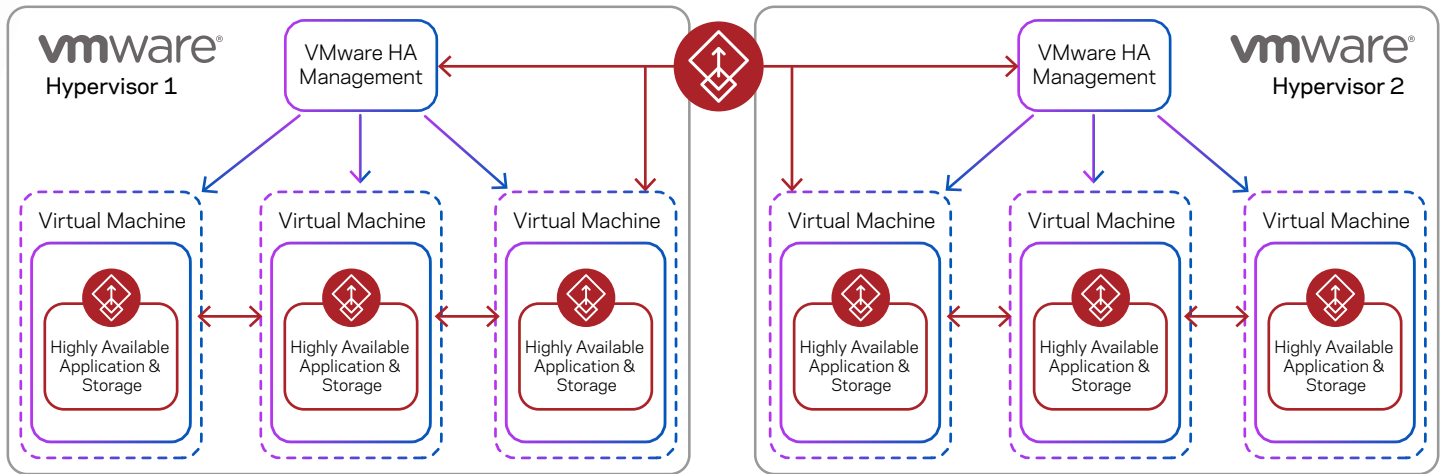 vmware®
Hypervisor 1
VMware HA
Management
Virtual Machine
Highly Available
Application &
Storage
Virtual Machine
Highly Available
Application &
Storage
Virtual Machine
Highly Available
Application &
Storage
VMware HA
Management
vmware®
Hypervisor 2
Virtual Machine
Highly Available
Application &
Storage
Virtual Machine
Highly Available
Application &
Storage
Virtual Machine
Highly Available
Application &
Storage